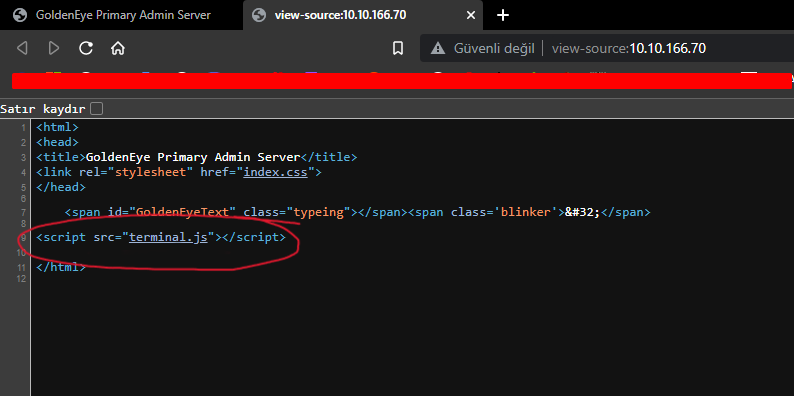 GoldenEye Primary Admin Server
view-source:10.10.166.70
Güvenli değil | view-source:10.10.166.70
Satır kaydır
1 <html>
2 <head>
3 <title>GoldenEye Primary Admin Server</title>
4 <link rel="stylesheet" href="index.css">
5 </head>
6
7 <span id="GoldenEyeText" class="typeing"></span><span class='blinker'>&#32;</span>
8
9 <script src="terminal.js"></script>
10
11 </html>
12